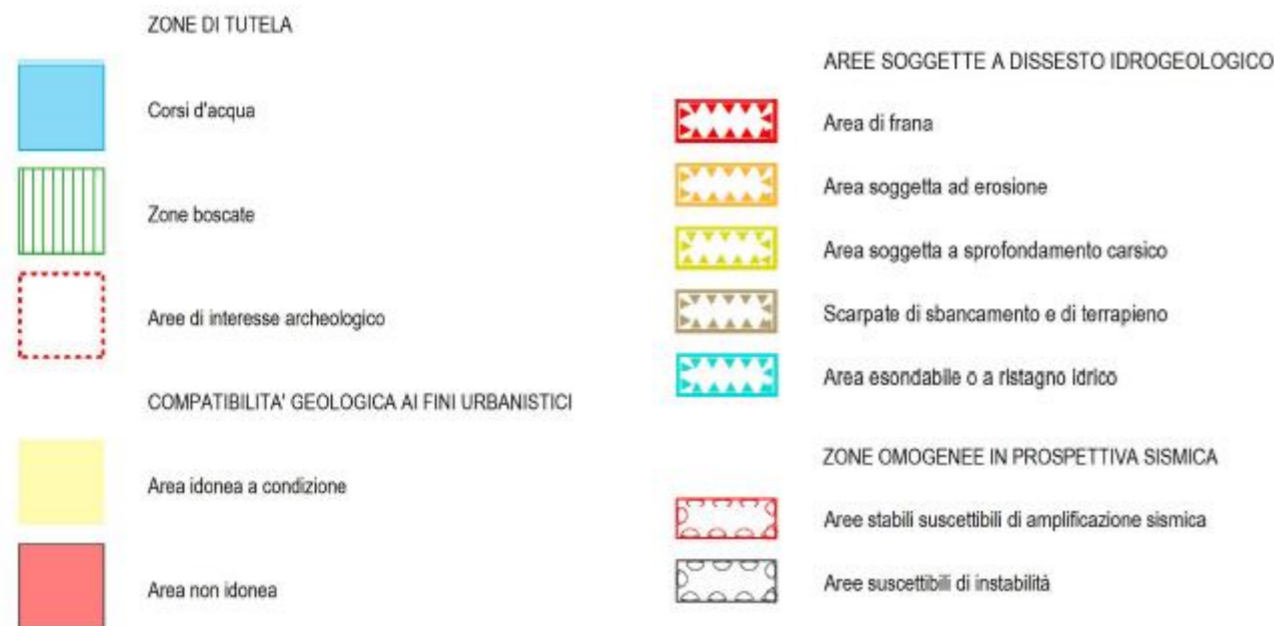 ZONE DI TUTELA
Corsi d'acqua
Zone boscate
Aree di interesse archeologico
COMPATIBILITA' GEOLOGICA AI FINI URBANISTICI
Area idonea a condizione
Area non idonea
AREE SOGGETTE A DISSESTO IDROGEOLOGICO
Area di frana
Area soggetta ad erosione
Area soggetta a sprofondamento carsico
Scarpate di sbancamento e di terrapieno
Area esondabile o a ristagno idrico
ZONE OMOGENEE IN PROSPETTIVA SISMICA
Aree stabili suscettibili di amplificazione sismica
Aree suscettibili di instabilità